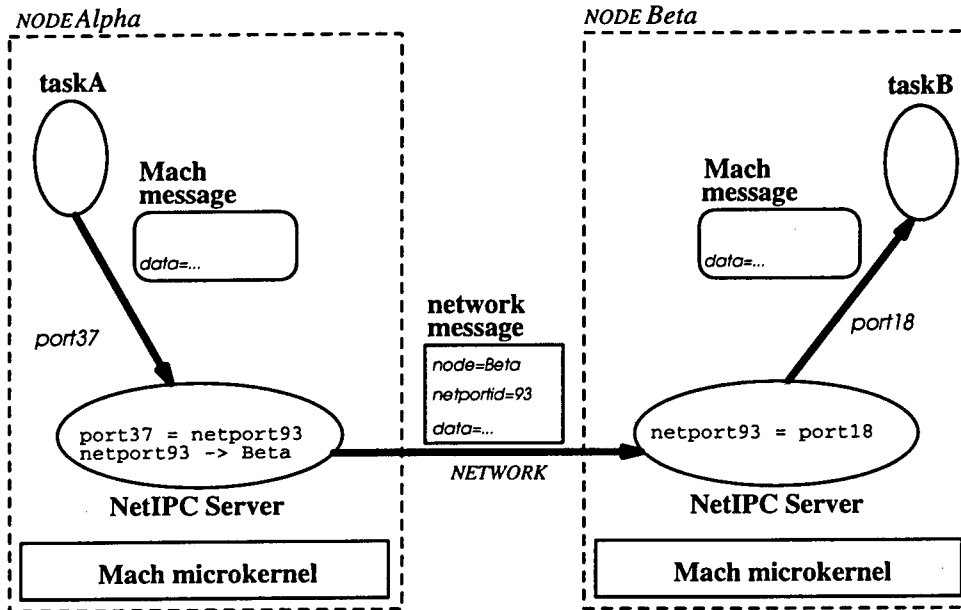 NODE Alpha
taskA
Mach
message
data=...
port37
port37 = netport93
netport93 -> Beta
NetIPC Server
Mach microkernel
network
message
node=Beta
netportid=93
data=...
NETWORK
NODE Beta
taskB
Mach
message
data=...
port18
netport93 = port18
NetIPC Server
Mach microkernel